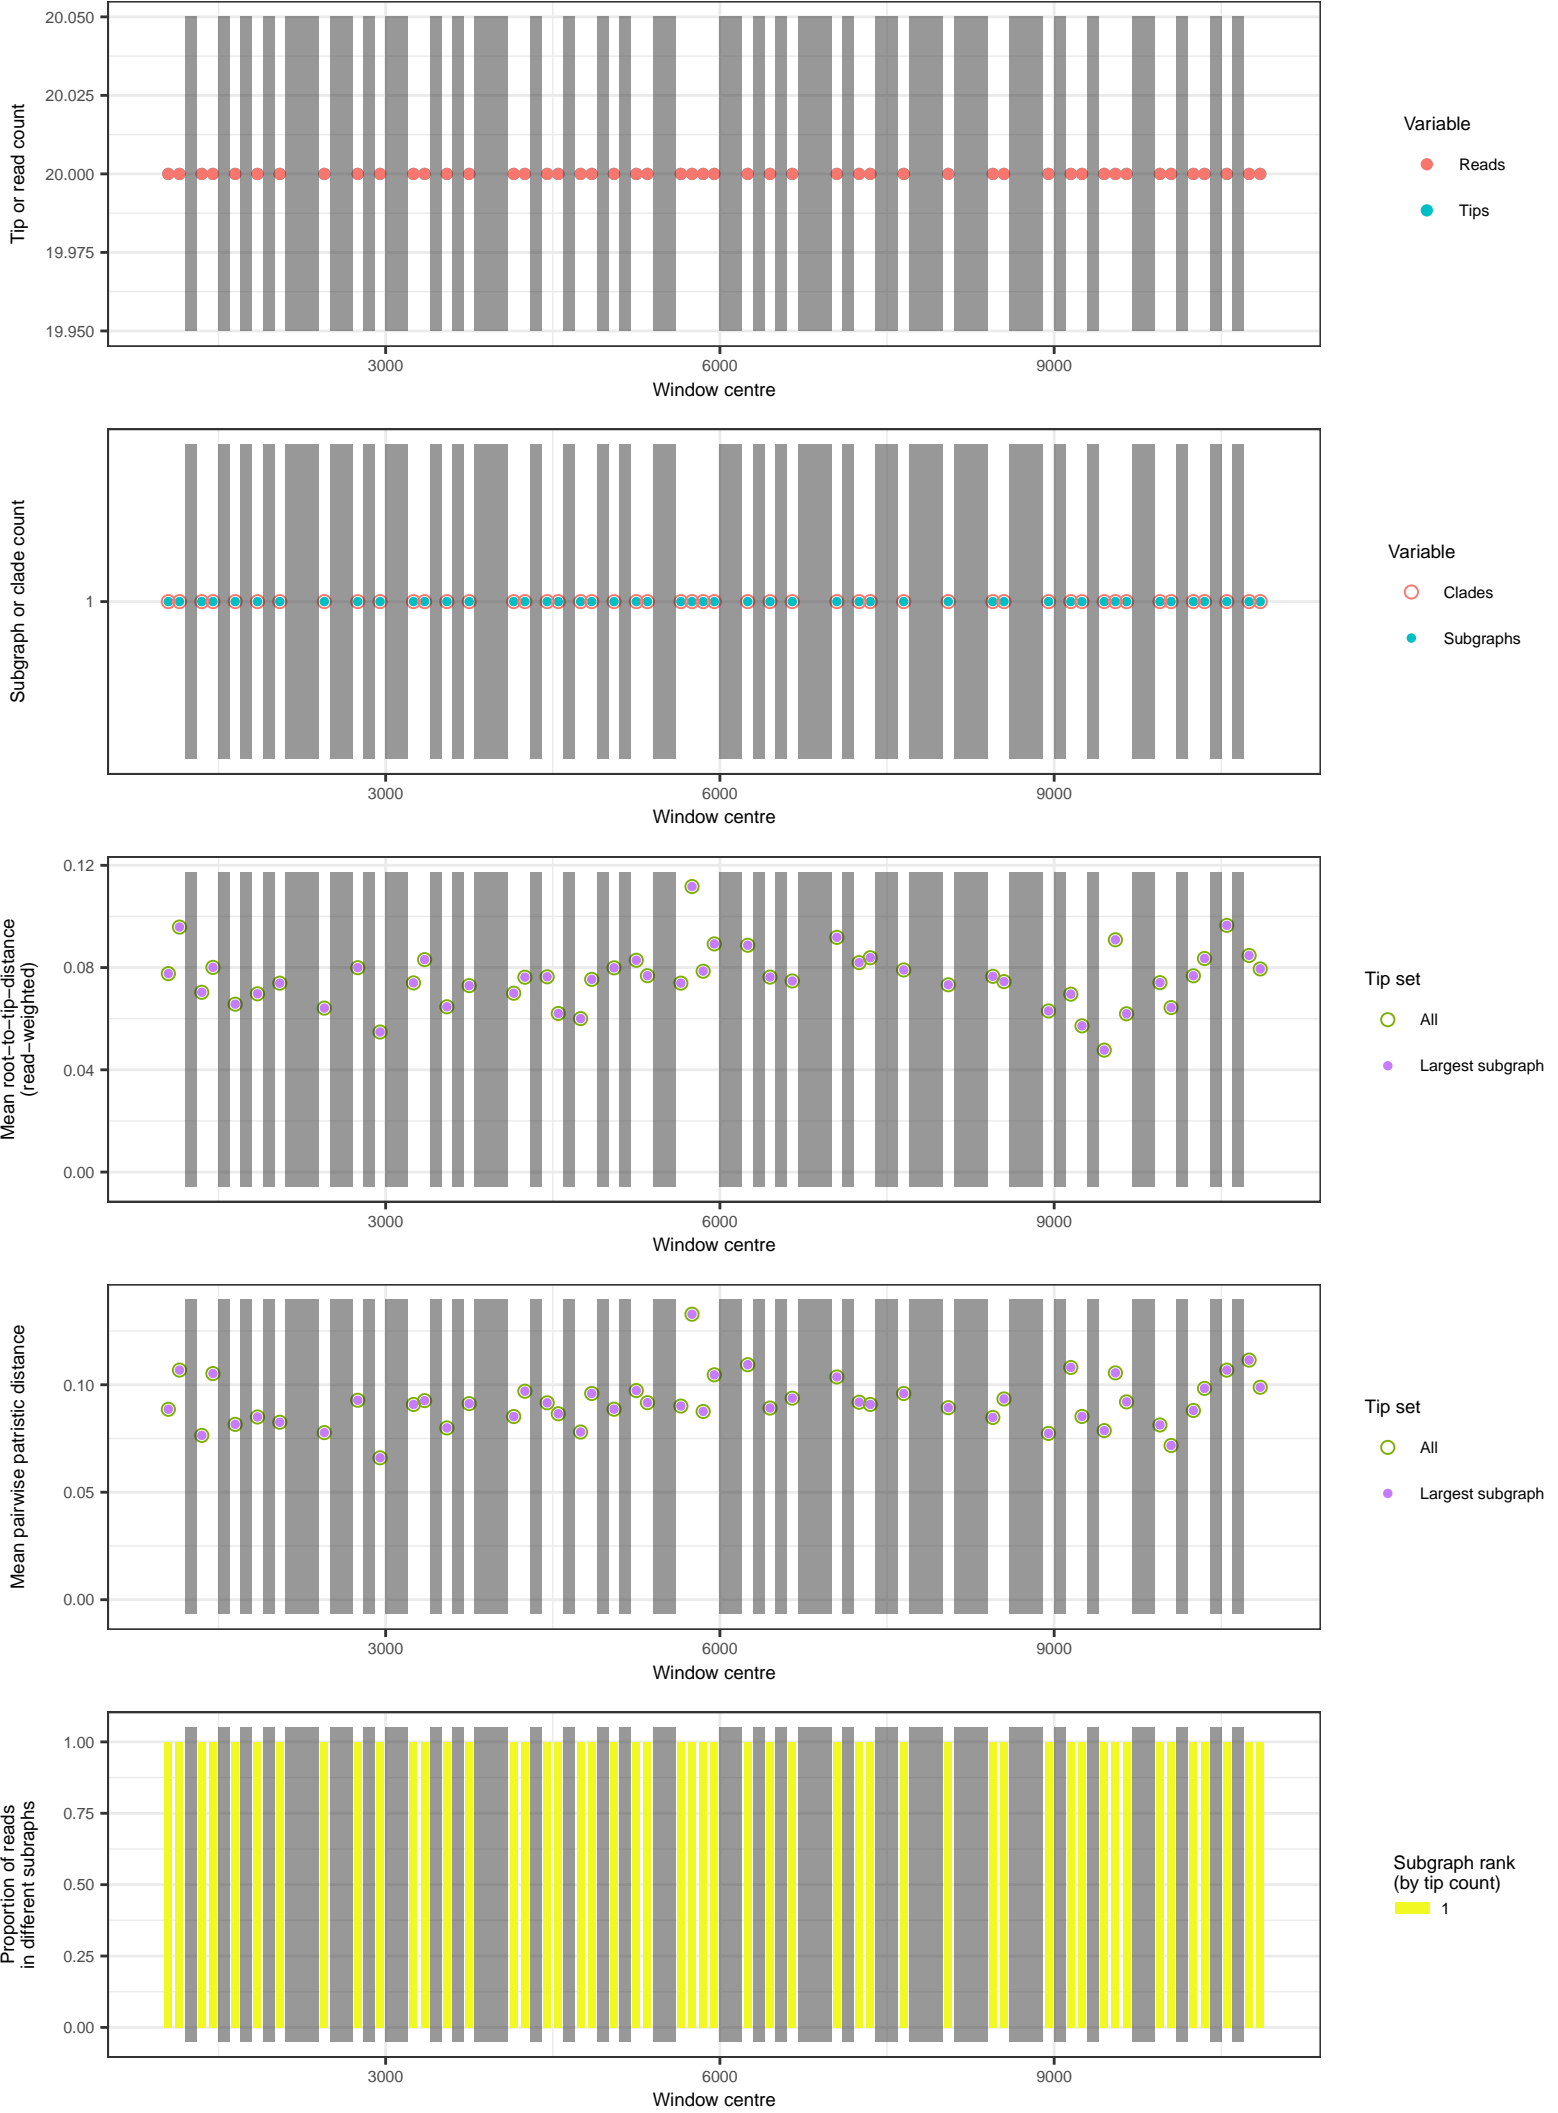 20.050
20.025
20.000
19.975
19.950
Tip or read count
3000
6000
9000
Window centre
Variable
Reads
Tips
1
Subgraph or clade count
3000
6000
9000
Window centre
Variable
Clades
Subgraphs
0.12
0.08
0.04
0.00
Mean root−to−tip−distance
(read−weighted)
3000
6000
9000
Window centre
Tip set
All
Largest subgraph
0.10
0.05
0.00
Mean pairwise patristic distance
3000
6000
9000
Window centre
Tip set
All
Largest subgraph
1.00
0.75
0.50
0.25
0.00
Proportion of reads
in different subraphs
3000
6000
9000
Window centre
Subgraph rank
(by tip count)
1